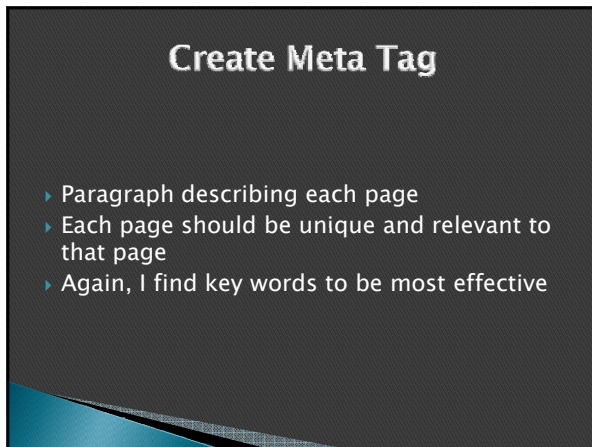 Create Meta Tag
Paragraph describing each page
Each page should be unique and relevant to
that page
Again, I find key words to be most effective